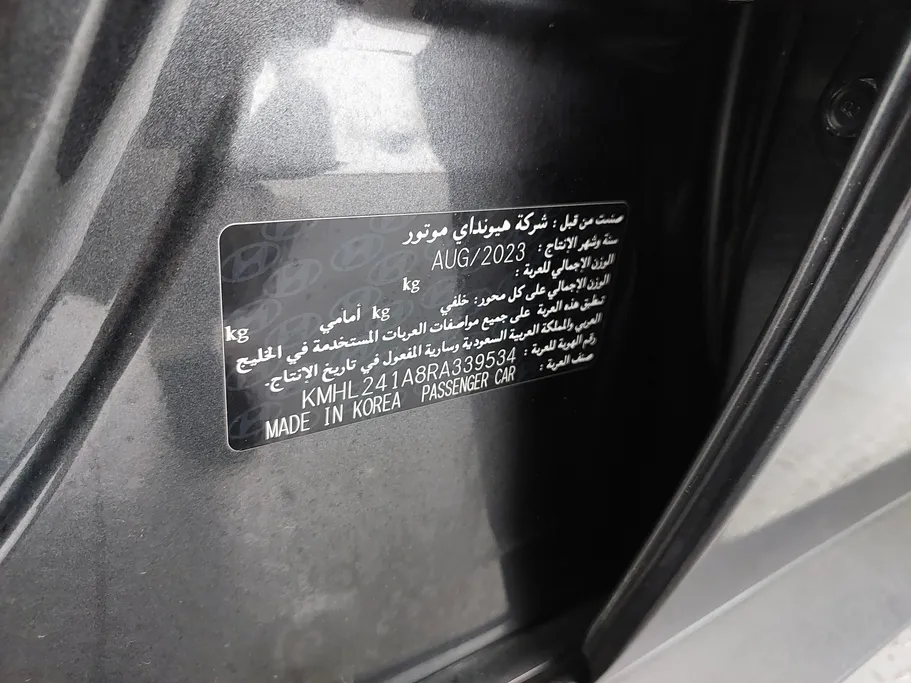 صنعت من قبل : شركة هيونداي موتور
سنة وشهر الانتاج : AUG/2023
الوزن الإجمالي للعربة : kg
الوزن الإجمالي على كل محور: خلفي kg أمامي kg
تطبق هذه العربة على جميع مواصفات العربات المستخدمة في الخليج
العربي والمملكة العربية السعودية وسارية المفعول في تاريخ الإنتاج.
رقم الهوية للعربة : KMHL241A8RA339534
صنف العربة : PASSENGER CAR MADE IN KOREA